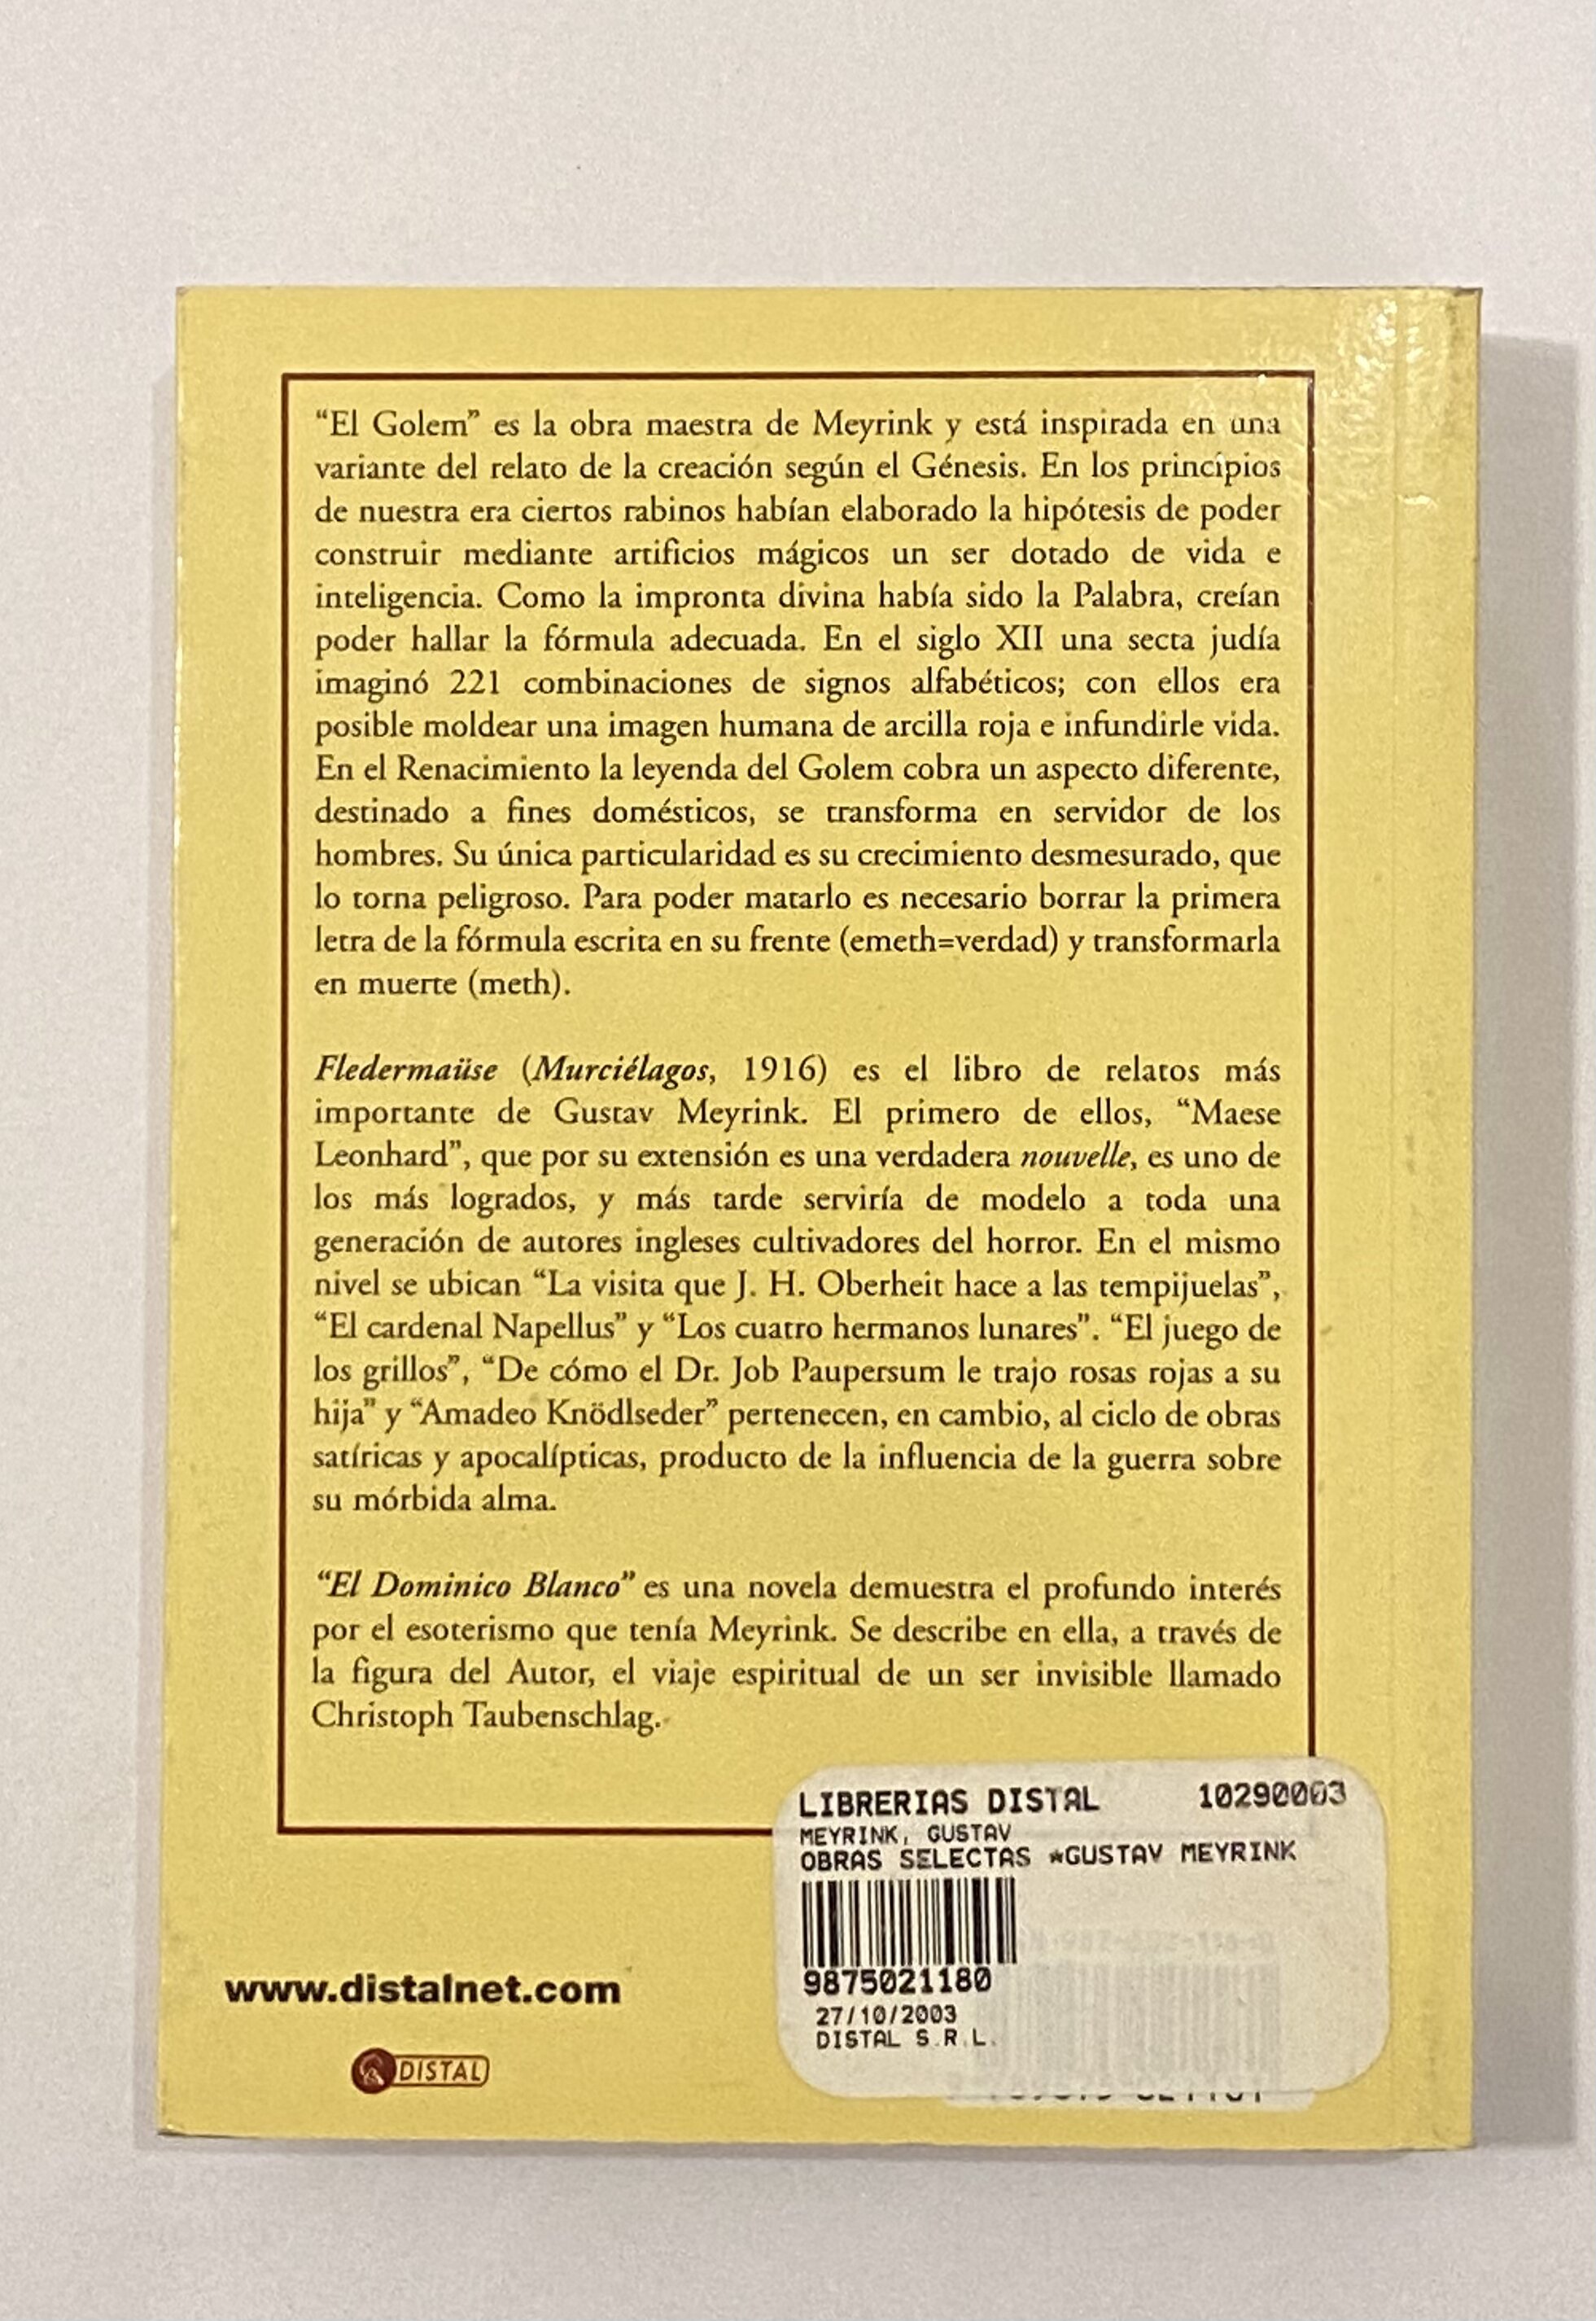 “El Golem” es la obra maestra de Meyrink y está inspirada en una
variante del relato de la creación según el Génesis. En los principios
de nuestra era ciertos rabinos habían elaborado la hipótesis de poder
construir mediante artificios mágicos un ser dotado de vida e
inteligencia. Como la impronta divina había sido la Palabra, creían
poder hallar la fórmula adecuada. En el siglo XII una secta judía
imaginó 221 combinaciones de signos alfabéticos; con ellos era
posible moldear una imagen humana de arcilla roja e infundirle vida.
En el Renacimiento la leyenda del Golem cobra un aspecto diferente,
destinado a fines domésticos, se transforma en servidor de los
hombres. Su única particularidad es su crecimiento desmesurado, que
lo torna peligroso. Para poder matarlo es necesario borrar la primera
letra de la fórmula escrita en su frente (emeth=verdad) y transformarla
en muerte (meth).
Fledermaüse (Murciélagos, 1916) es el libro de relatos más
importante de Gustav Meyrink. El primero de ellos, “Maese
Leonhard”, que por su extensión es una verdadera nouvelle, es uno de
los más logrados, y más tarde serviría de modelo a toda una
generación de autores ingleses cultivadores del horror. En el mismo
nivel se ubican “La visita que J. H. Oberheit hace a las tempijuelas”,
“El cardenal Napellus” y “Los cuatro hermanos lunares”. “El juego de
los grillos”, “De cómo el Dr. Job Paupersum le trajo rosas rojas a su
hija” y “Amadeo Knödlseder” pertenecen, en cambio, al ciclo de obras
satíricas y apocalípticas, producto de la influencia de la guerra sobre
su mórbida alma.
“El Dominico Blanco” es una novela demuestra el profundo interés
por el esoterismo que tenía Meyrink. Se describe en ella, a través de
la figura del Autor, el viaje espiritual de un ser invisible llamado
Christoph Taubenschlag.
LIBRERIAS DISTAL 10290003
MEYRINK, GUSTAV
OBRAS SELECTAS *GUSTAV MEYRINK
9875021180
27/10/2003
DISTAL S.R.L.
www.distalnet.com
DISTAL